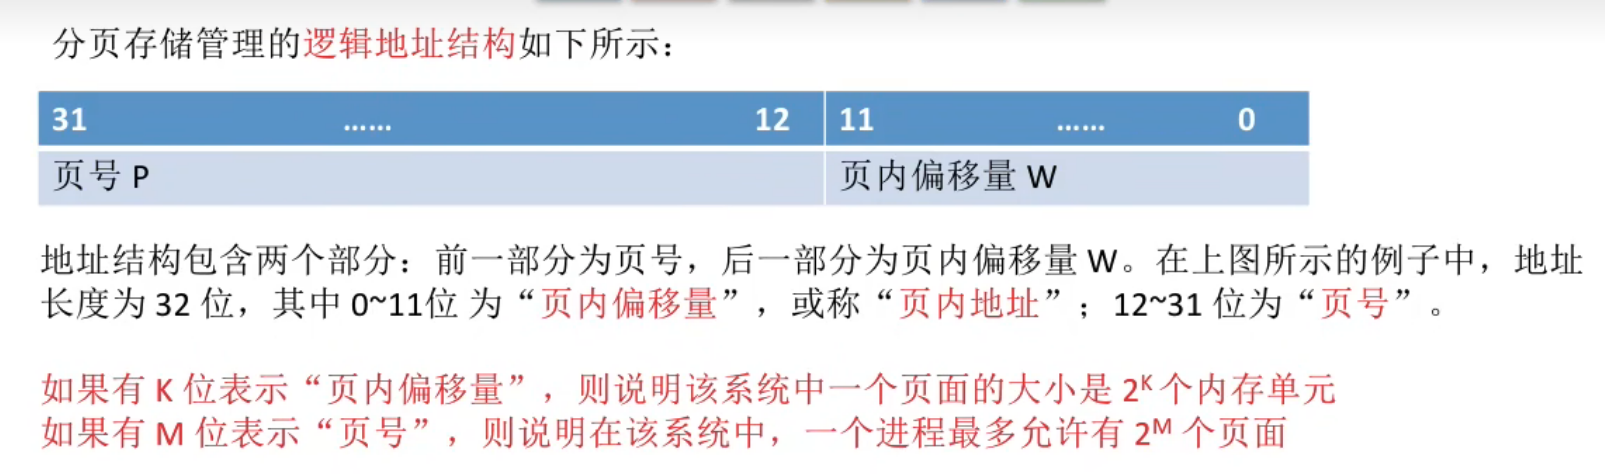 分页存储管理的逻辑地址结构如下所示：
31 …… 12 11 …… 0
页号 P 页内偏移量 W
地址结构包含两个部分：前一部分为页号，后一部分为页内偏移量 W。在上图所示的例子中，地址
长度为 32 位，其中 0~11位 为“页内偏移量”，或称“页内地址”；12~31 位为“页号”。
如果有 K 位表示“页内偏移量”，则说明该系统中一个页面的大小是 2ᴷ 个内存单元
如果有 M 位表示“页号”，则说明在该系统中，一个进程最多允许有 2ᴹ 个页面